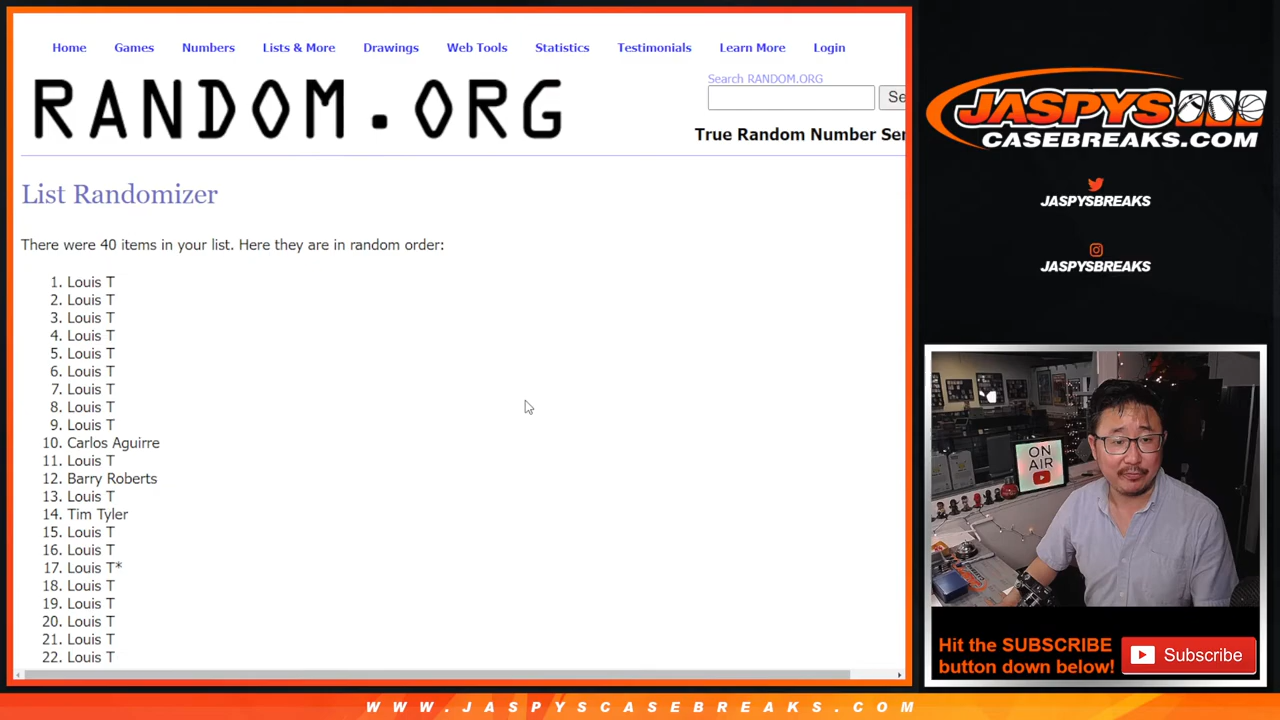 Home Games Numbers Lists & More Drawings Web Tools Statistics Testimonials Learn More Login
RANDOM.ORG
Search RANDOM.ORG
Se
True Random Number Ser
List Randomizer
There were 40 items in your list. Here they are in random order:
1. Louis T
2. Louis T
3. Louis T
4. Louis T
5. Louis T
6. Louis T
7. Louis T
8. Louis T
9. Louis T
10. Carlos Aguirre
11. Louis T
12. Barry Roberts
13. Louis T
14. Tim Tyler
15. Louis T
16. Louis T
17. Louis T*
18. Louis T
19. Louis T
20. Louis T
21. Louis T
22. Louis T
JASPYS
CASEBREAKS.COM
JASPYSBREAKS
JASPYSBREAKS
ON
AIR
Hit the SUBSCRIBE
button down below!
Subscribe
WWW.JASPYSCASEBREAKS.COM